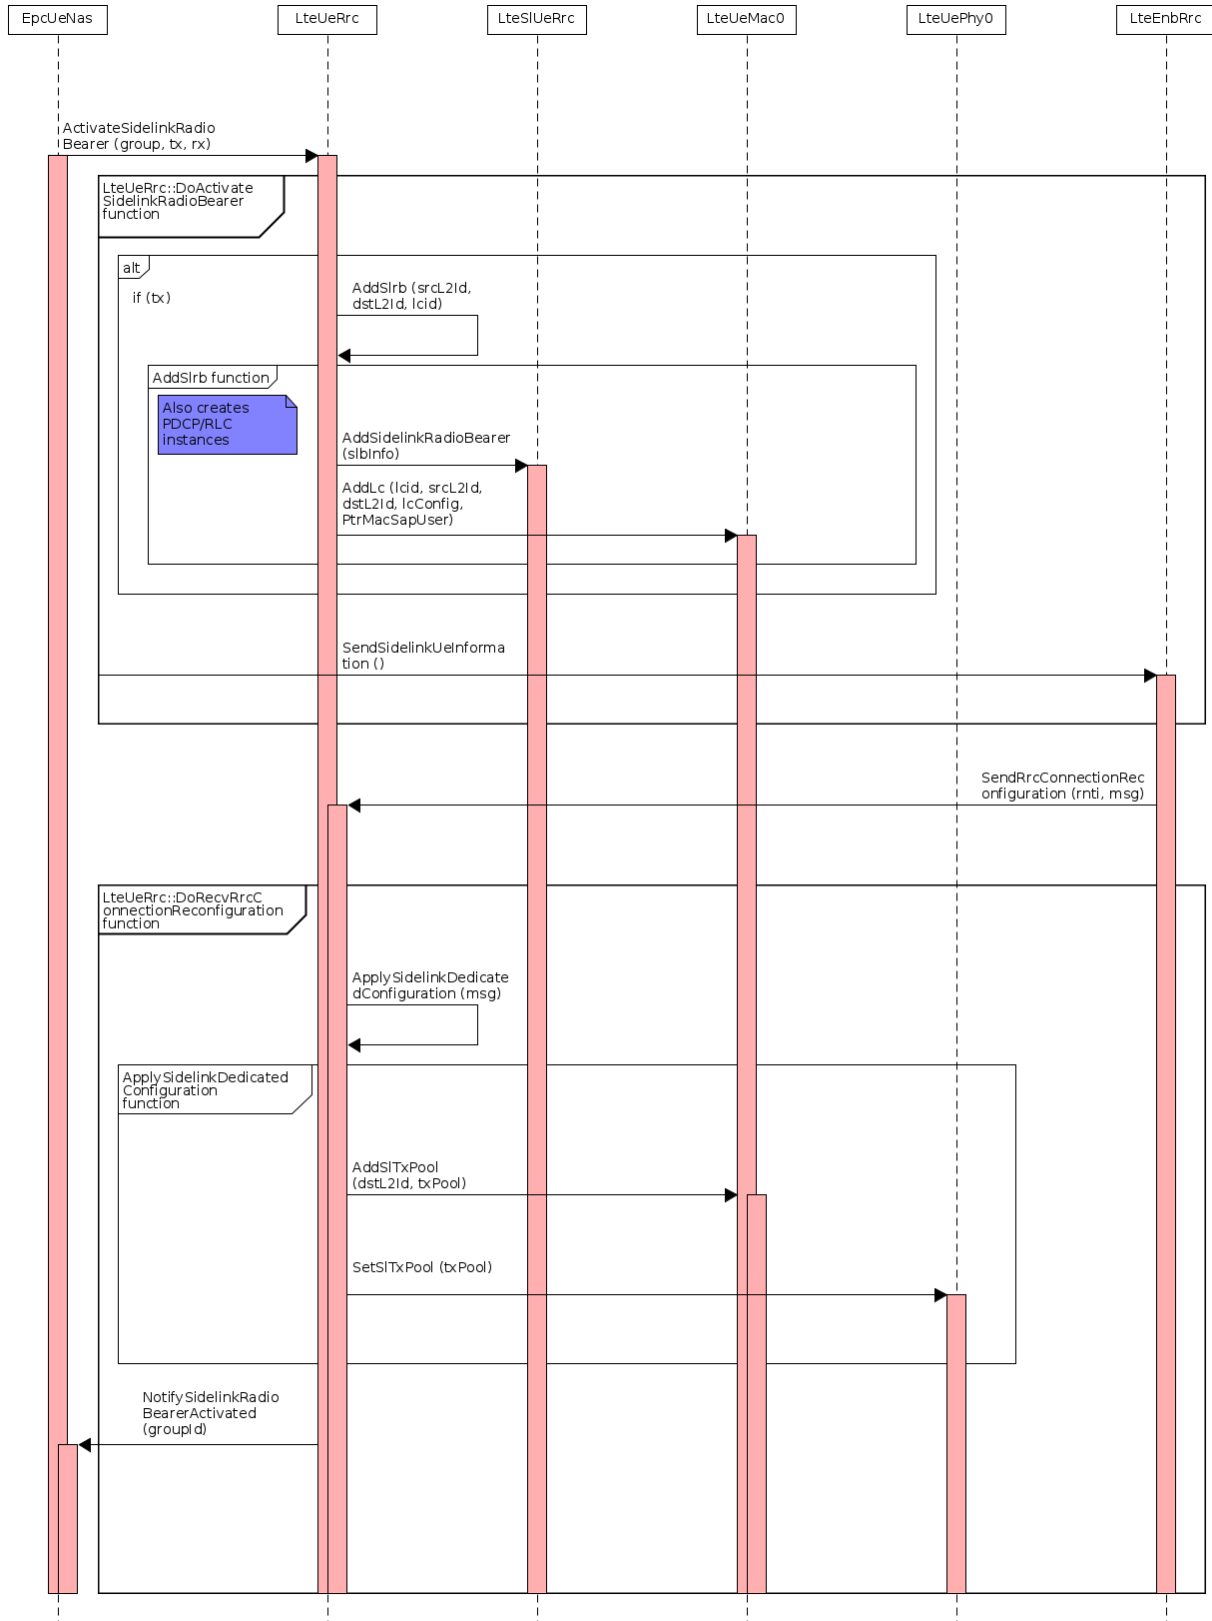 EpcUeNas
LteUeRrc
LteSlUeRrc
LteUeMac0
LteUePhy0
LteEnbRrc
ActivateSidelinkRadio
Bearer (group, tx, rx)
LteUeRrc::DoActivate
SidelinkRadioBearer
function
alt
if (tx)
AddSlrb (srcL2Id,
dstL2Id, lcid)
AddSlrb function
Also creates
PDCP/RLC
instances
AddSidelinkRadioBearer
(slbInfo)
AddLc (lcid, srcL2Id,
dstL2Id, lcConfig,
PtrMacSapUser)
SendSidelinkUeInforma
tion ()
SendRrcConnectionRec
onfiguration (rnti, msg)
LteUeRrc::DoRecvRrcC
onnectionReconfiguration
function
ApplySidelinkDedicate
dConfiguration (msg)
ApplySidelinkDedicated
Configuration
function
AddSlTxPool
(dstL2Id, txPool)
SetSlTxPool (txPool)
NotifySidelinkRadio
BearerActivated
(groupId)